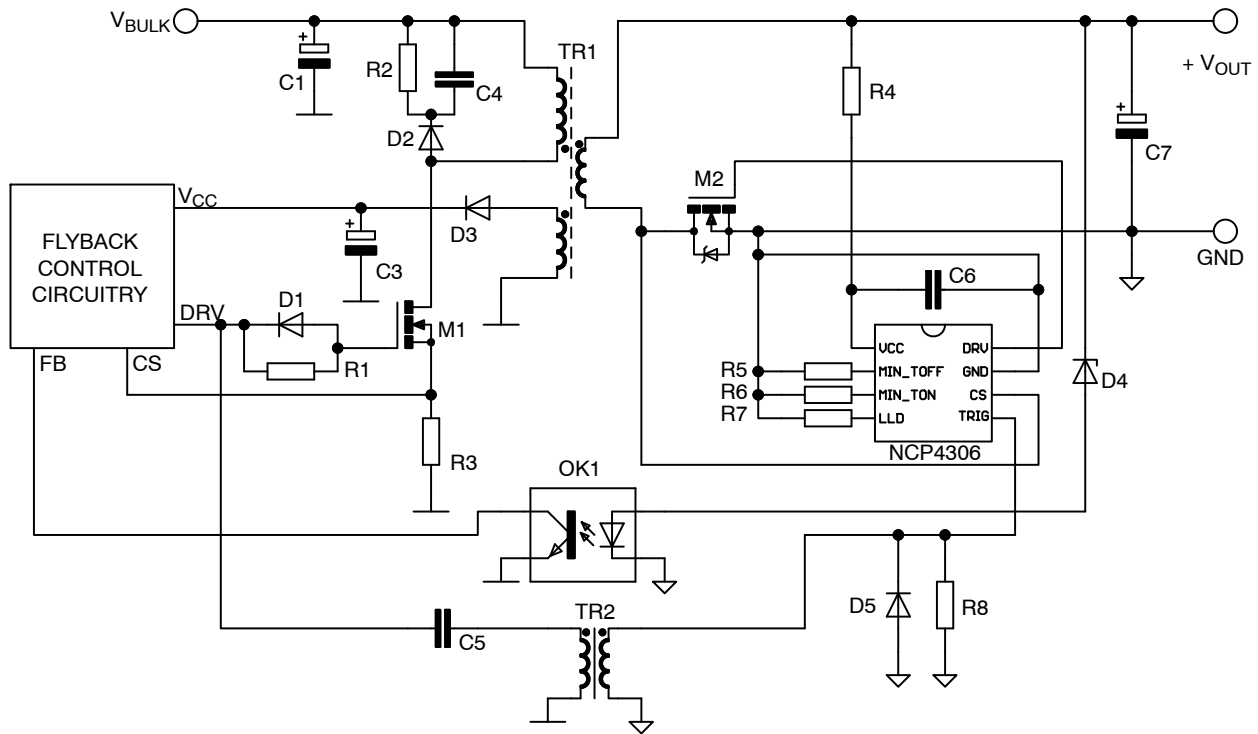 VBULK
+
C1
R2
C4
TR1
D2
R4
+ VOUT
+
C7
M2
FLYBACK
CONTROL
CIRCUITRY
VCC
+
C3
D3
GND
C6
DRV
D1
M1
FB
CS
R1
VCC
DRV
R5
MIN_TOFF
GND
D4
R6
MIN_TON
CS
R7
LLD
TRIG
NCP4306
R3
OK1
D5
R8
TR2
C5